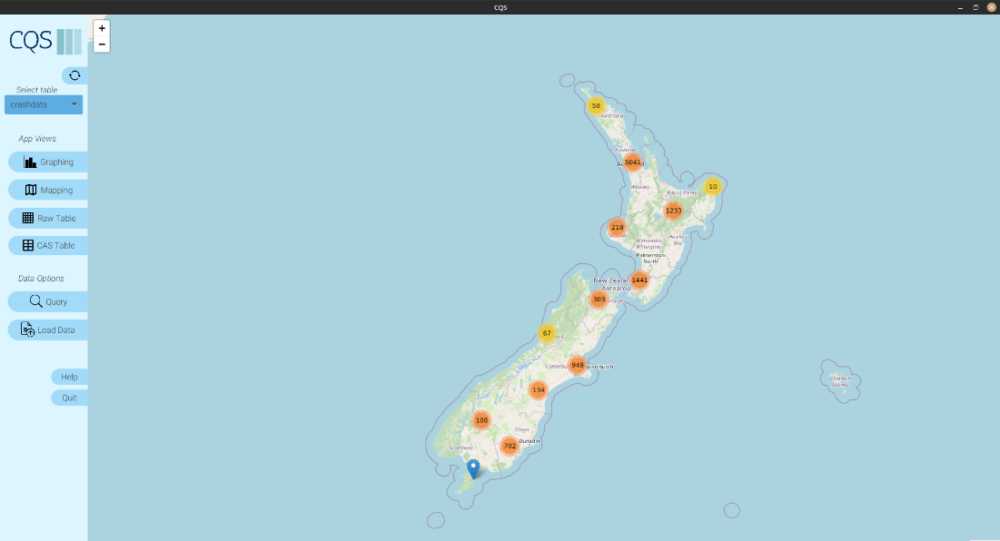 CQS
+
−
CQS
Select table
crashdata
App Views
Graphing
Mapping
Raw Table
CAS Table
Data Options
Query
Load Data
Help
Quit
50
Northland
Auckland
5041
Waikato
Bay of Plenty
10
1233
218
Hawke's
Bay
Manawatū-
Whanganui
Palmerston
North
New Zealand
Aotearoa
1441
303
67
Canterbury
949
134
108
Otago
702
Dunedin
Southland
Chatham
Islands